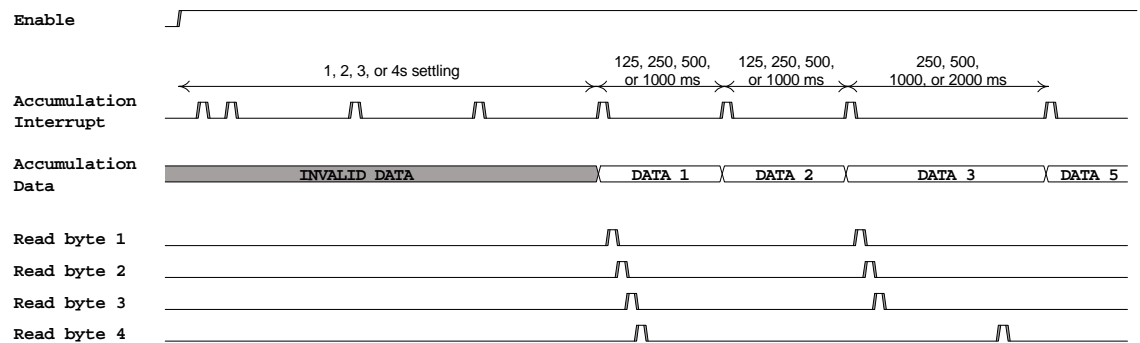 Enable
1, 2, 3, or 4s settling
125, 250, 500,
or 1000 ms
125, 250, 500,
or 1000 ms
250, 500,
1000, or 2000 ms
Accumulation
Interrupt
Accumulation
Data
INVALID DATA
DATA 1
DATA 2
DATA 3
DATA 5
Read byte 1
Read byte 2
Read byte 3
Read byte 4